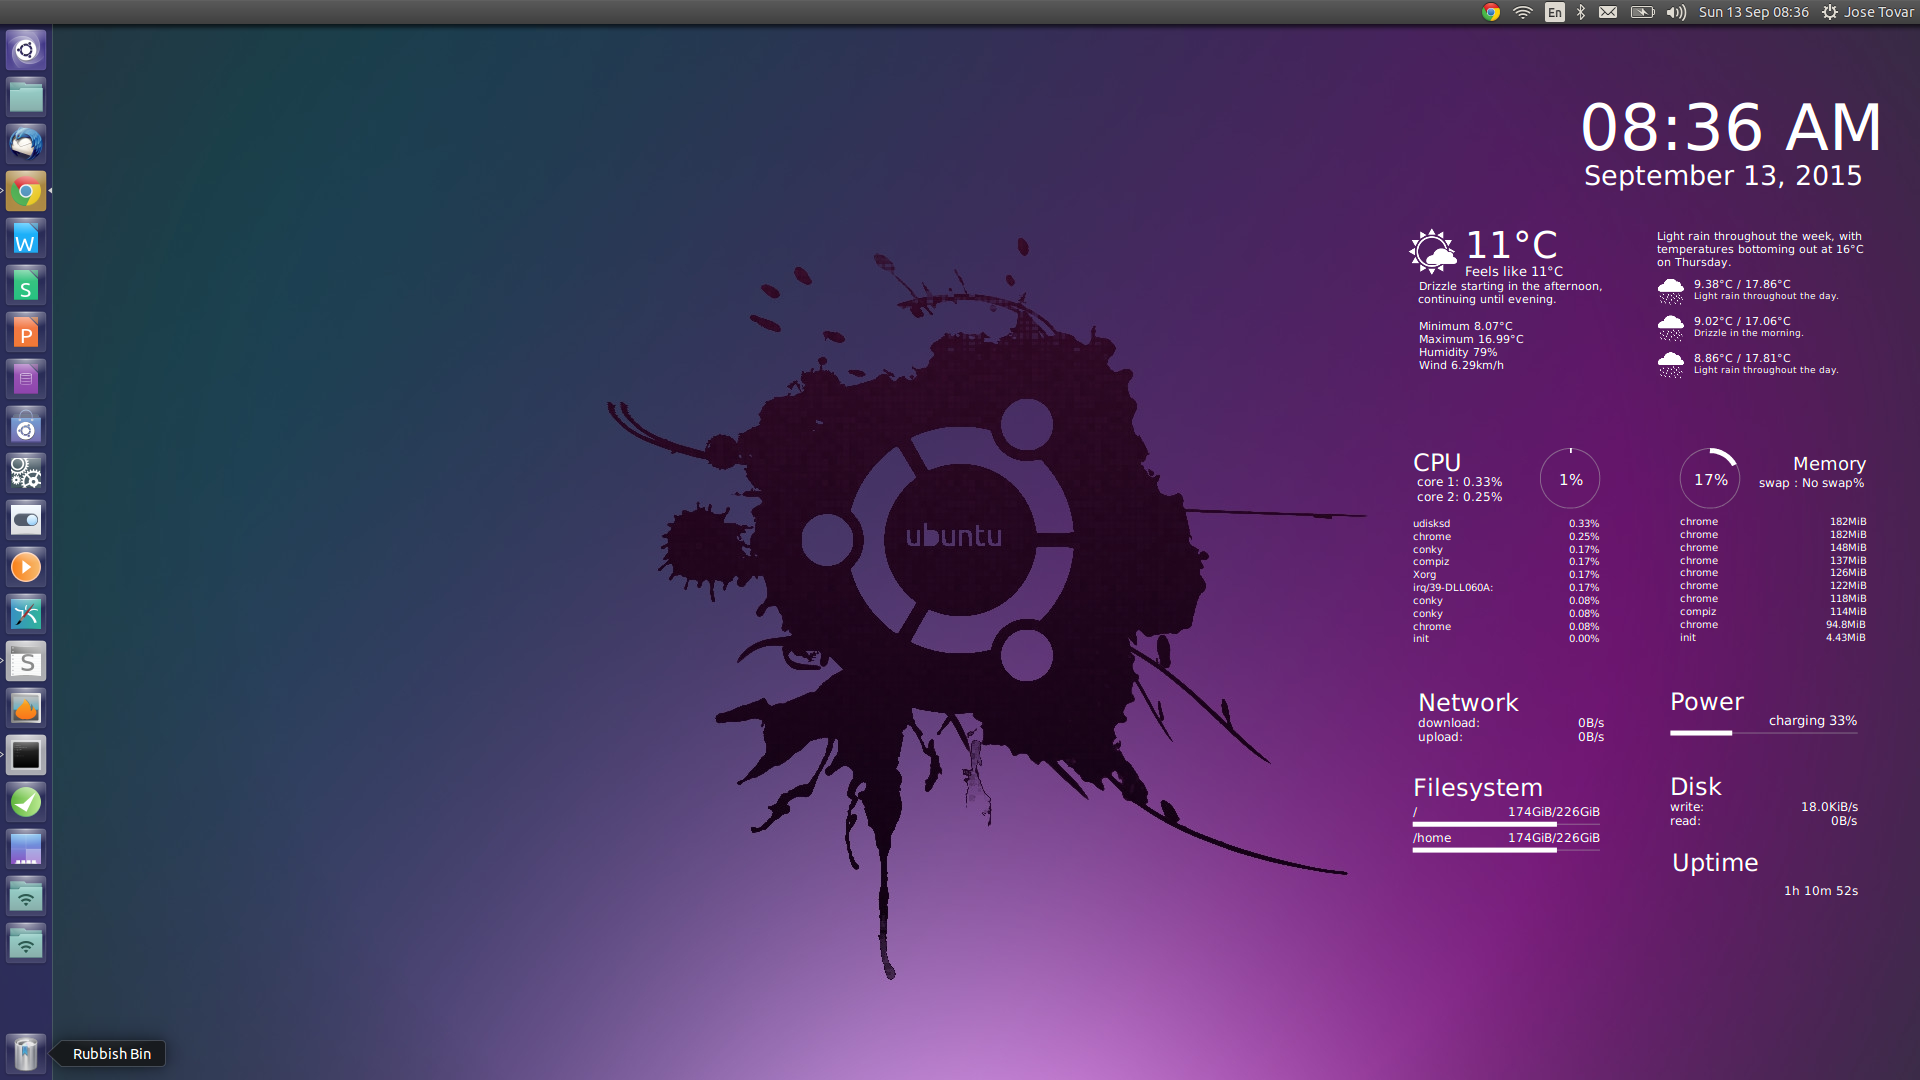 En
Sun 13 Sep 08:36
Jose Tovar
W
S
P
S
08:36 AM
September 13, 2015
11°C
Feels like 11°C
Drizzle starting in the afternoon,
continuing until evening.
Minimum 8.07°C
Maximum 16.99°C
Humidity 79%
Wind 6.29km/h
Light rain throughout the week, with
temperatures bottoming out at 16°C
on Thursday.
9.38°C / 17.86°C
Light rain throughout the day.
9.02°C / 17.06°C
Drizzle in the morning.
8.86°C / 17.81°C
Light rain throughout the day.
ubuntu
CPU
core 1: 0.33%
core 2: 0.25%
1%
udisksd 0.33%
chrome 0.25%
conky 0.17%
compiz 0.17%
Xorg 0.17%
irq/39-DLL060A: 0.17%
conky 0.08%
conky 0.08%
chrome 0.08%
init 0.00%
17%
Memory
swap : No swap%
chrome 182MiB
chrome 182MiB
chrome 148MiB
chrome 137MiB
chrome 126MiB
chrome 122MiB
chrome 118MiB
compiz 114MiB
chrome 94.8MiB
init 4.43MiB
Network
download: 0B/s
upload: 0B/s
Power
charging 33%
Filesystem
/ 174GiB/226GiB
/home 174GiB/226GiB
Disk
write: 18.0KiB/s
read: 0B/s
Uptime
1h 10m 52s
Rubbish Bin